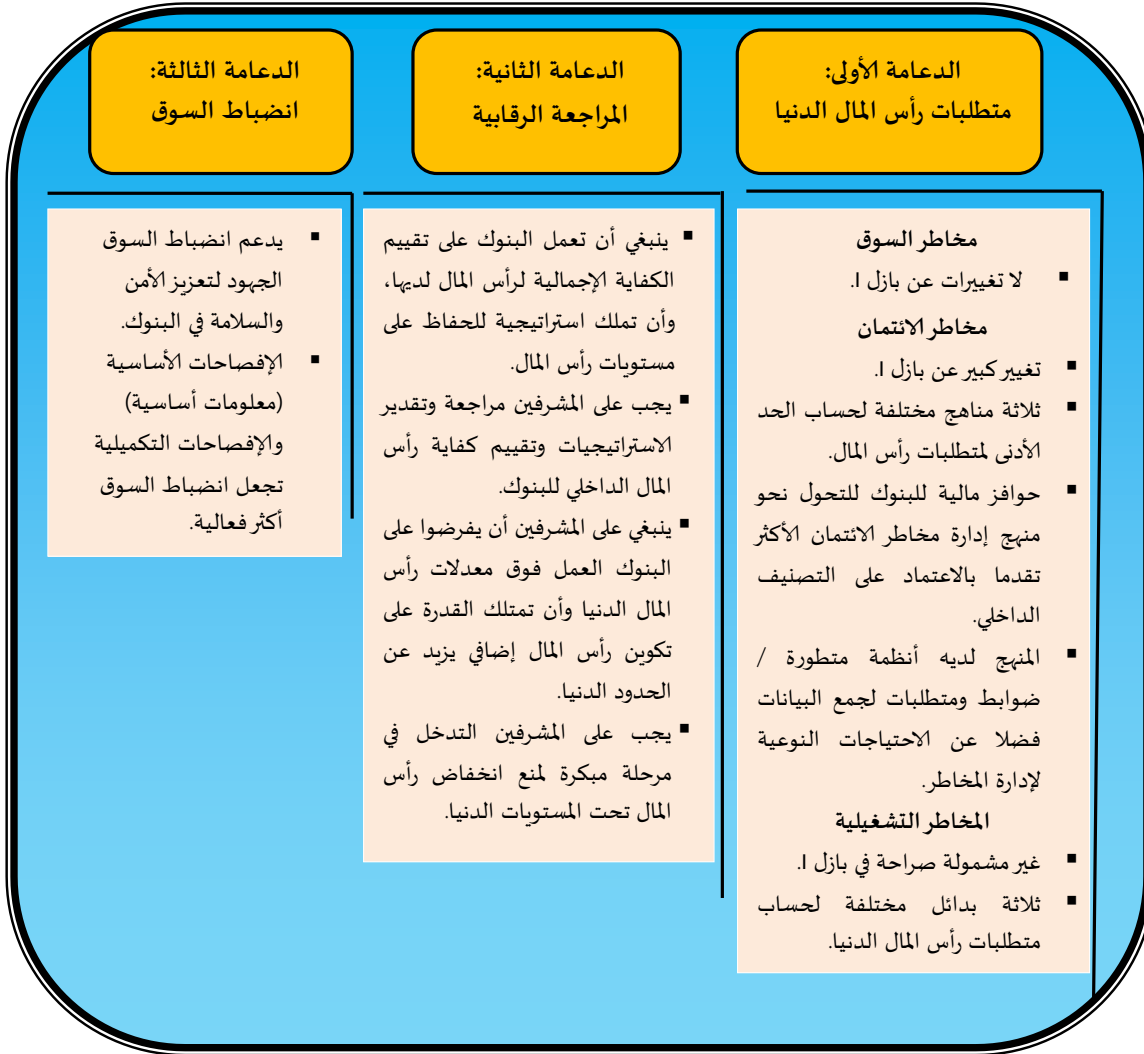 الدعامة الأولى:
متطلبات رأس المال الدنيا
مخاطر السوق
▪ لا تغييرات عن بازل I.
مخاطر الائتمان
▪ تغيير كبير عن بازل I.
▪ ثلاثة مناهج مختلفة لحساب الحد
الأدنى لمتطلبات رأس المال.
▪ حوافز مالية للبنوك للتحول نحو
منهج إدارة مخاطر الائتمان الأكثر
تقدما بالاعتماد على التصنيف
الداخلي.
▪ المنهج لديه أنظمة متطورة /
ضوابط ومتطلبات لجمع البيانات
فضلا عن الاحتياجات النوعية
لإدارة المخاطر.
المخاطر التشغيلية
▪ غير مشمولة صراحة في بازل I.
▪ ثلاثة بدائل مختلفة لحساب
متطلبات رأس المال الدنيا.
الدعامة الثانية:
المراجعة الرقابية
▪ ينبغي أن تعمل البنوك على تقييم
الكفاية الإجمالية لرأس المال لديها،
وأن تملك استراتيجية للحفاظ على
مستويات رأس المال.
▪ يجب على المشرفين مراجعة وتقدير
الاستراتيجيات وتقييم كفاية رأس
المال الداخلي للبنوك.
▪ ينبغي على المشرفين أن يفرضوا على
البنوك العمل فوق معدلات رأس
المال الدنيا وأن تمتلك القدرة على
تكوين رأس المال إضافي يزيد عن
الحدود الدنيا.
▪ يجب على المشرفين التدخل في
مرحلة مبكرة لمنع انخفاض رأس
المال تحت المستويات الدنيا.
الدعامة الثالثة:
انضباط السوق
▪ يدعم انضباط السوق
الجهود لتعزيز الأمن
والسلامة في البنوك.
▪ الإفصاحات الأساسية
(معلومات أساسية)
والإفصاحات التكميلية
تجعل انضباط السوق
أكثر فعالية.